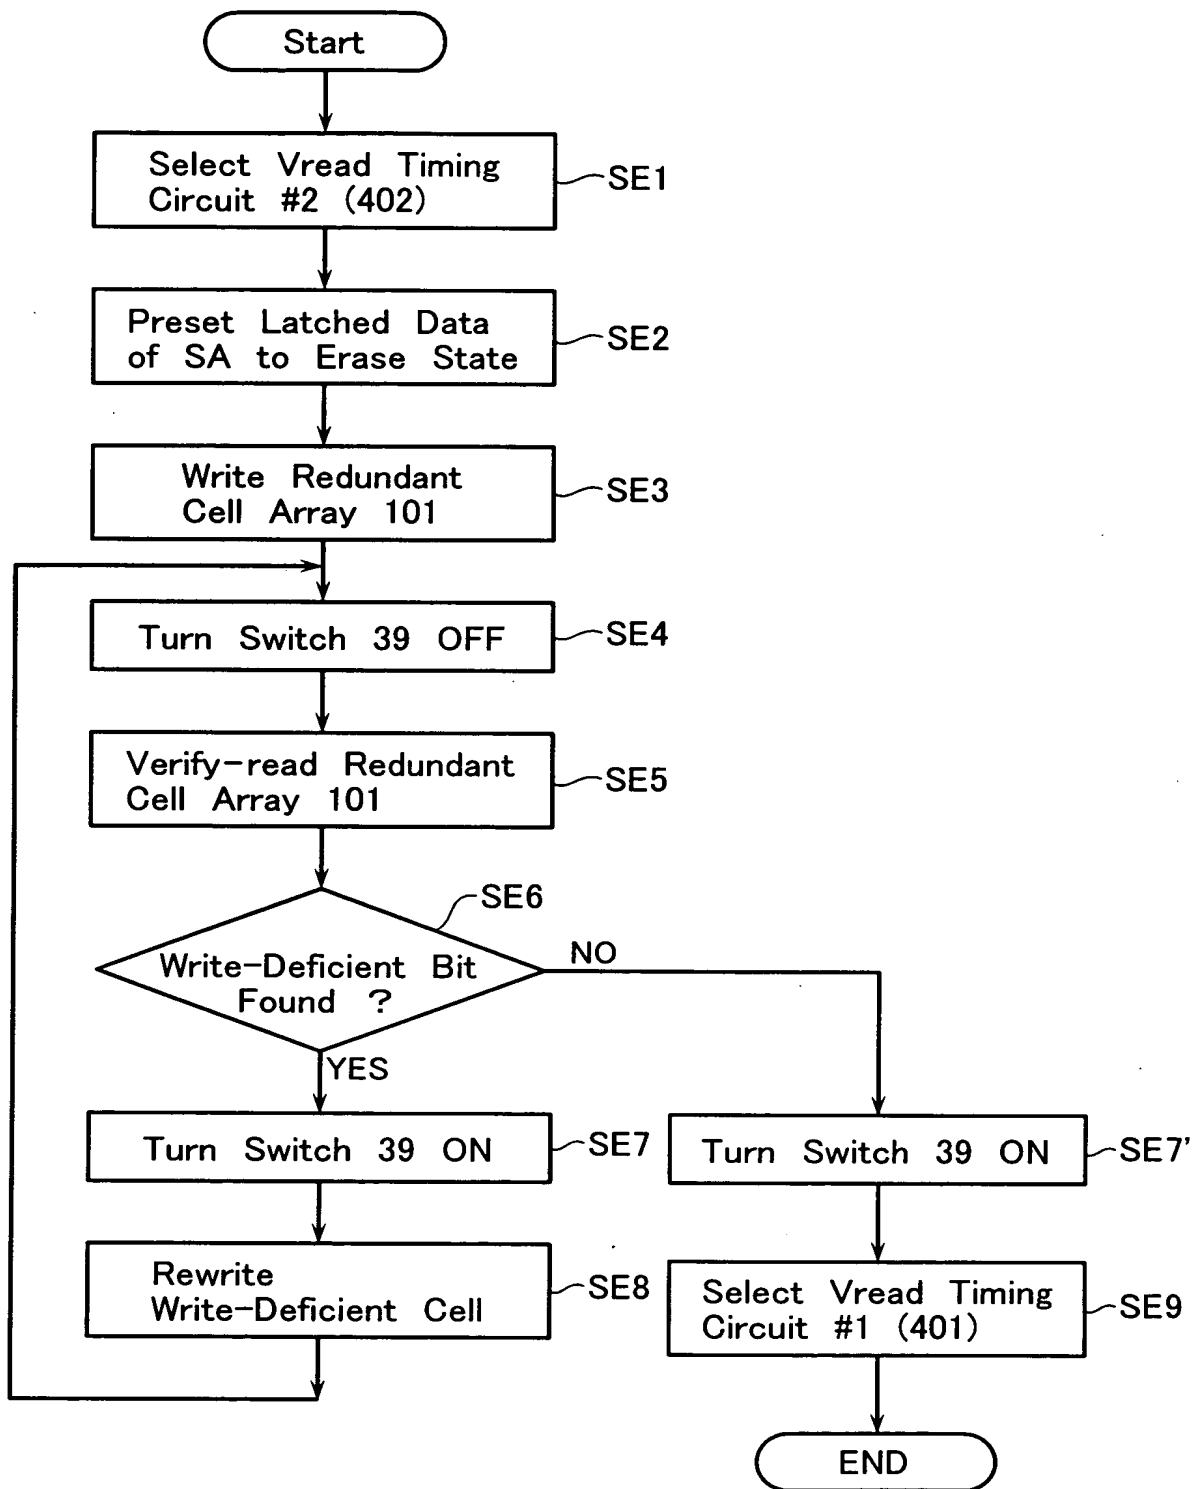 Start
Select Vread Timing
Circuit #2 (402)
SE1
Preset Latched Data
of SA to Erase State
SE2
Write Redundant
Cell Array 101
SE3
Turn Switch 39 OFF
SE4
Verify-read Redundant
Cell Array 101
SE5
SE6
Write-Deficient Bit
Found ?
NO
YES
Turn Switch 39 ON
SE7
Turn Switch 39 ON
SE7'
Rewrite
Write-Deficient Cell
SE8
Select Vread Timing
Circuit #1 (401)
SE9
END